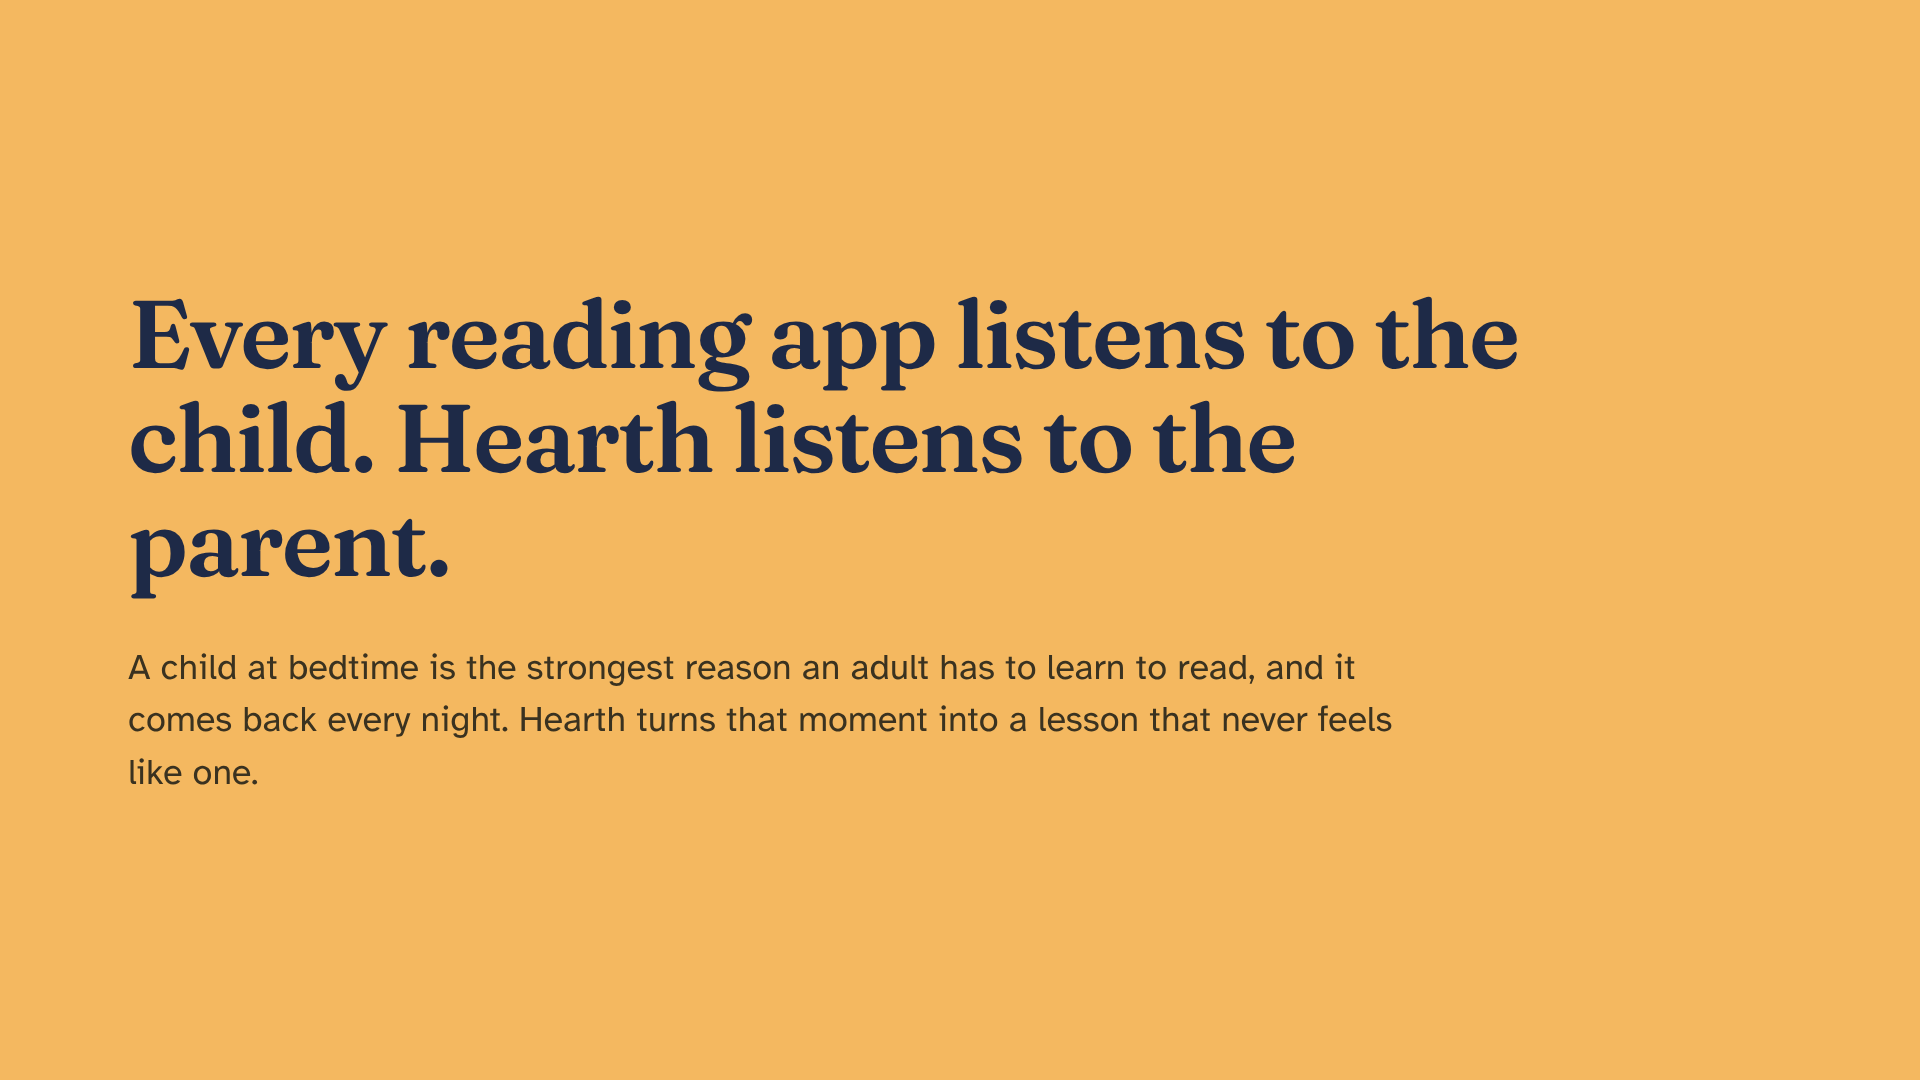 Every reading app listens to the
child. Hearth listens to the
parent.
A child at bedtime is the strongest reason an adult has to learn to read, and it
comes back every night. Hearth turns that moment into a lesson that never feels
like one.